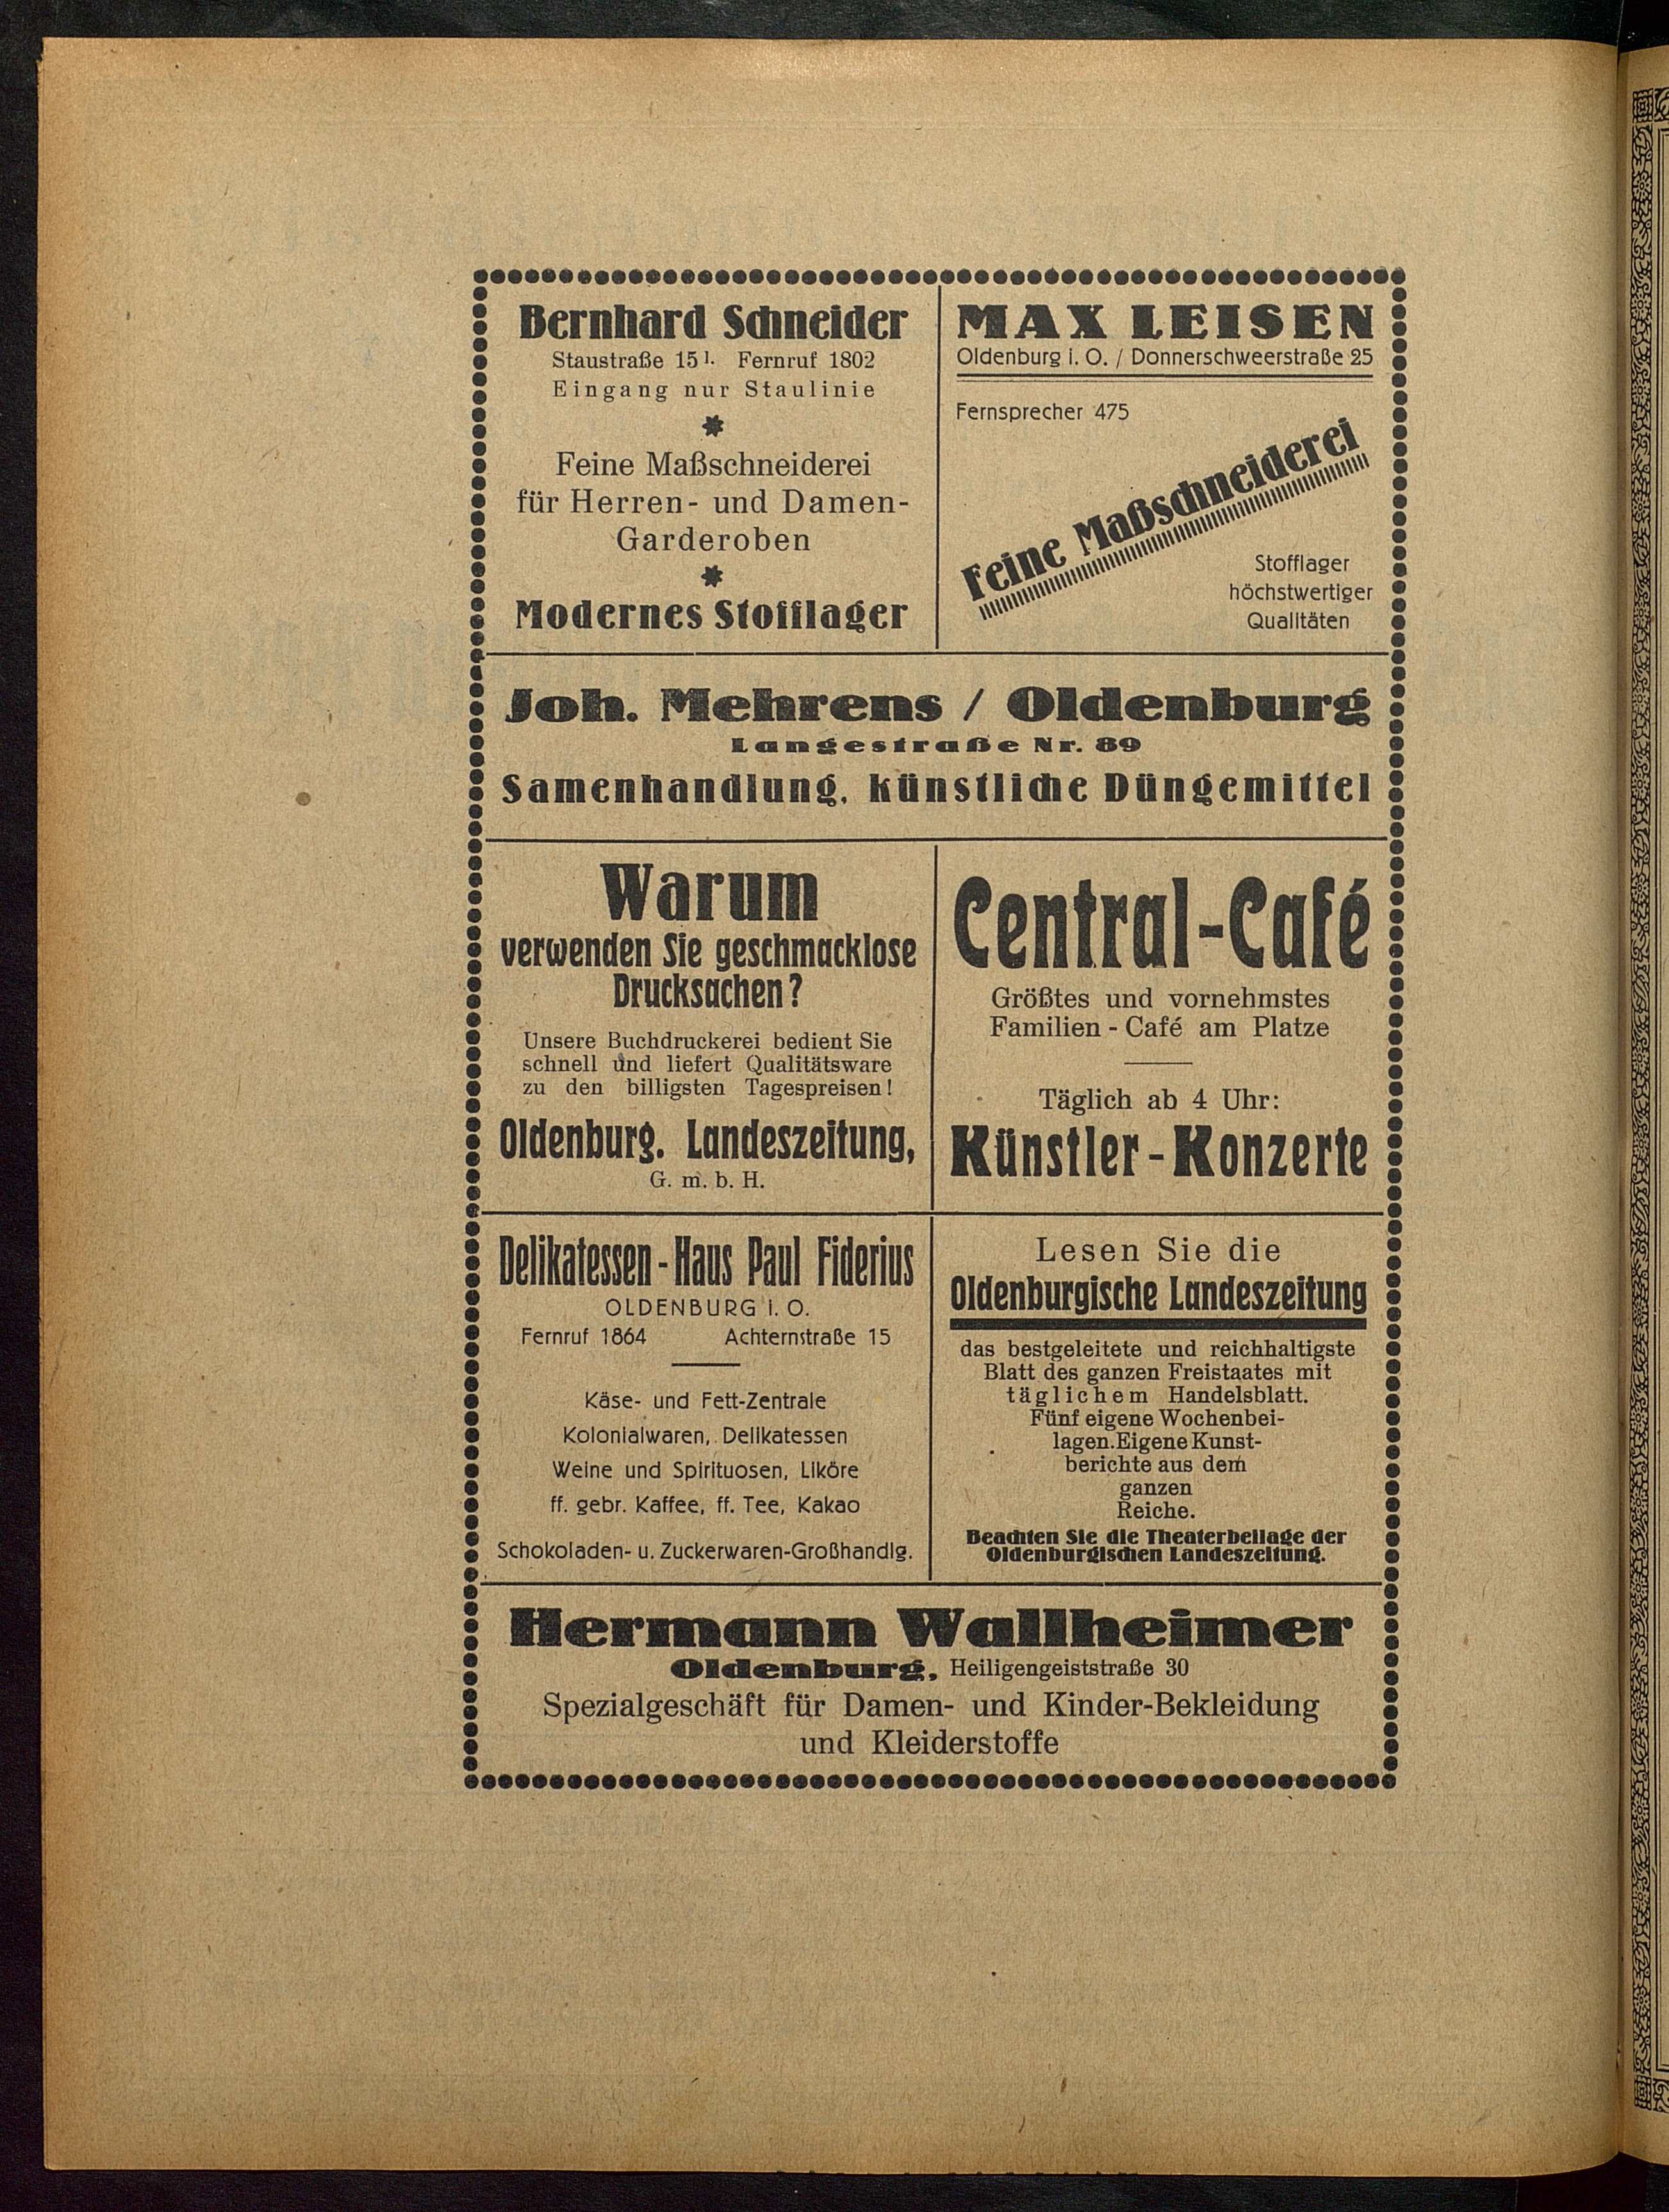 Bernhard Schneider
Staustraße 15 I. Fernruf 1802
Eingang nur Staulinie
Feine Maßschneiderei
für Herren- und Damen-
Garderoben
Modernes Stofflager
MAX LEISEN
Oldenburg i. O. / Donnerschweerstraße 25
Fernsprecher 475
Feine Maßschneiderei
Stofflager
höchstwertiger
Qualitäten
Joh. Mehrens / Oldenburg
Langestraße Nr. 89
Samenhandlung, künstliche Düngemittel
Warum
verwenden Sie geschmacklose
Drucksachen?
Unsere Buchdruckerei bedient Sie
schnell und liefert Qualitätsware
zu den billigsten Tagespreisen!
Oldenburg. Landeszeitung,
G. m. b. H.
Central-Café
Größtes und vornehmstes
Familien-Café am Platze
Täglich ab 4 Uhr:
Künstler-Konzerte
Delikatessen-Haus Paul Fiderius
OLDENBURG i. O.
Fernruf 1864 Achternstraße 15
Käse- und Fett-Zentrale
Kolonialwaren, Delikatessen
Weine und Spirituosen, Liköre
ff. gebr. Kaffee, ff. Tee, Kakao
Schokoladen- u. Zuckerwaren-Großhandlg.
Lesen Sie die
Oldenburgische Landeszeitung
das bestgeleitete und reichhaltigste
Blatt des ganzen Freistaates mit
täglichem Handelsblatt.
Fünf eigene Wochenbei-
lagen. Eigene Kunst-
berichte aus dem
ganzen
Reiche.
Beachten Sie die Theaterbeilage der
Oldenburgischen Landeszeitung.
Hermann Wallheimer
Oldenburg, Heiligengeiststraße 30
Spezialgeschäft für Damen- und Kinder-Bekleidung
und Kleiderstoffe